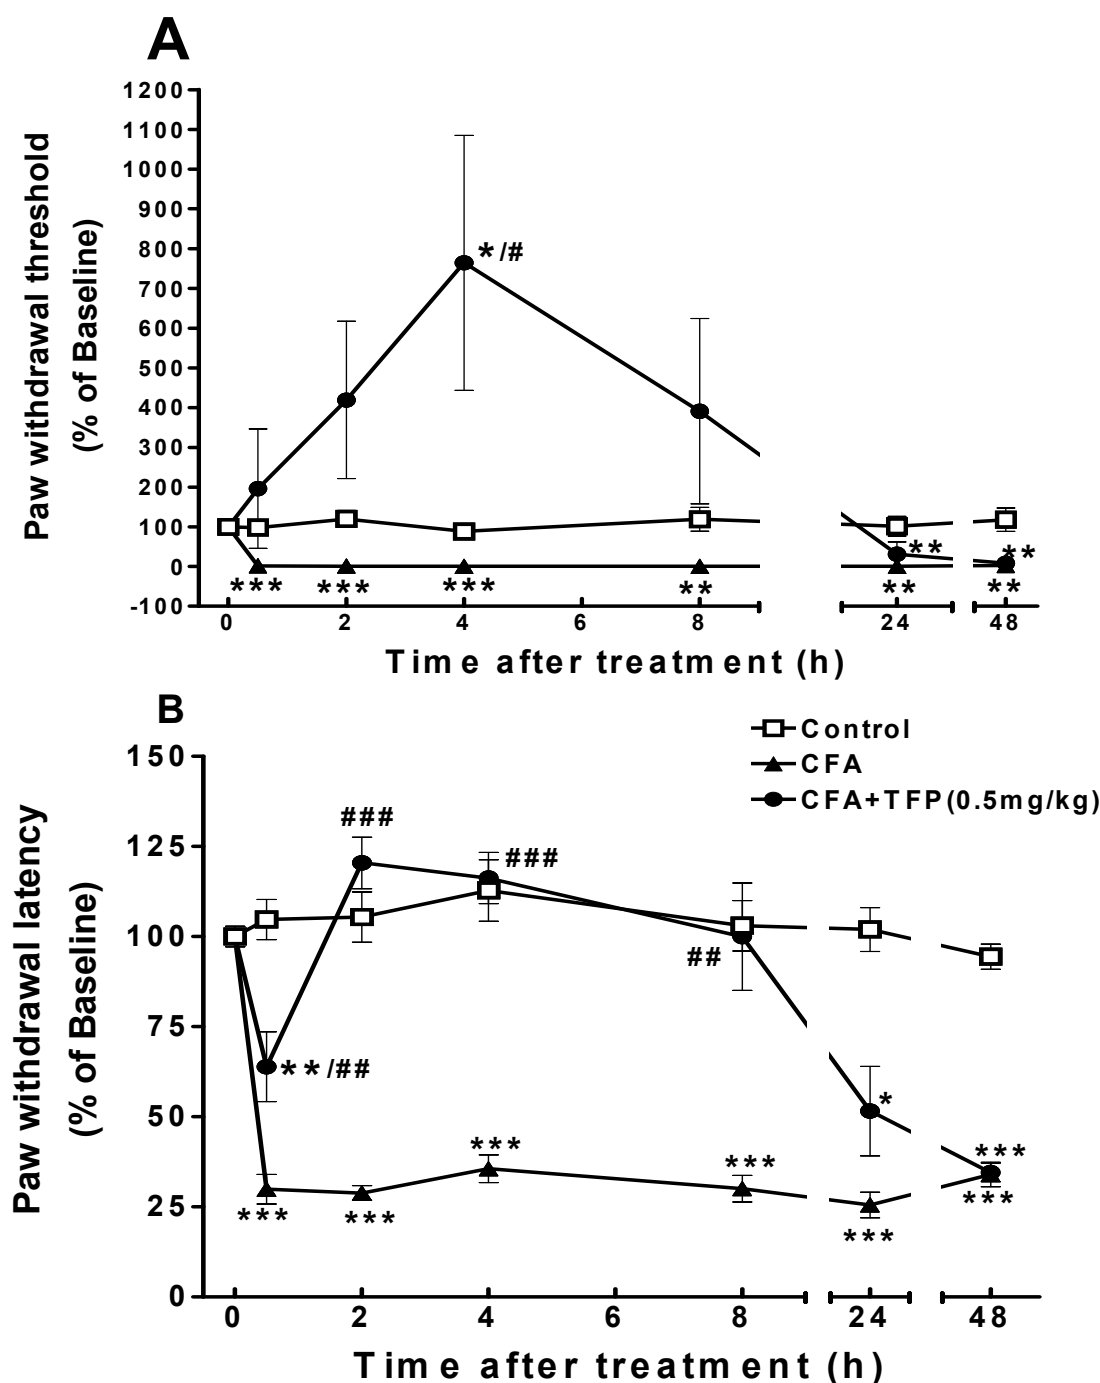 A
1200
1100
1000
900
800
700
600
500
400
300
200
100
0
-100
Paw withdrawal threshold
(% of Baseline)
*/#
**
**
*** *** *** ** ** **
0 2 4 6 8 24 48
Time after treatment (h)
B
Control
CFA
CFA+TFP(0.5mg/kg)
150
125
100
75
50
25
0
Paw withdrawal latency
(% of Baseline)
###
###
##
**/##
*
***
***
***
***
***
***
***
0 2 4 6 8 24 48
Time after treatment (h)